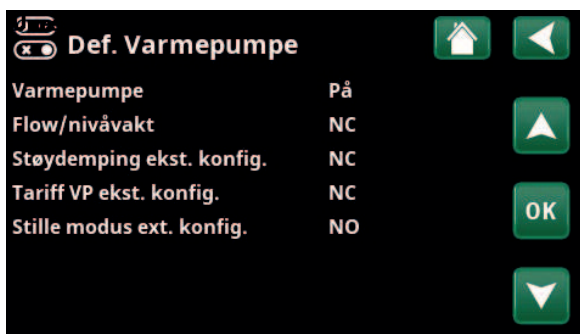 Def. Varmepumpe
Varmepumpe På
Flow/nivåvakt NC
Støydemping ekst. konfig. NC
Tariff VP ekst. konfig. NC
Stille modus ext. konfig. NO
OK